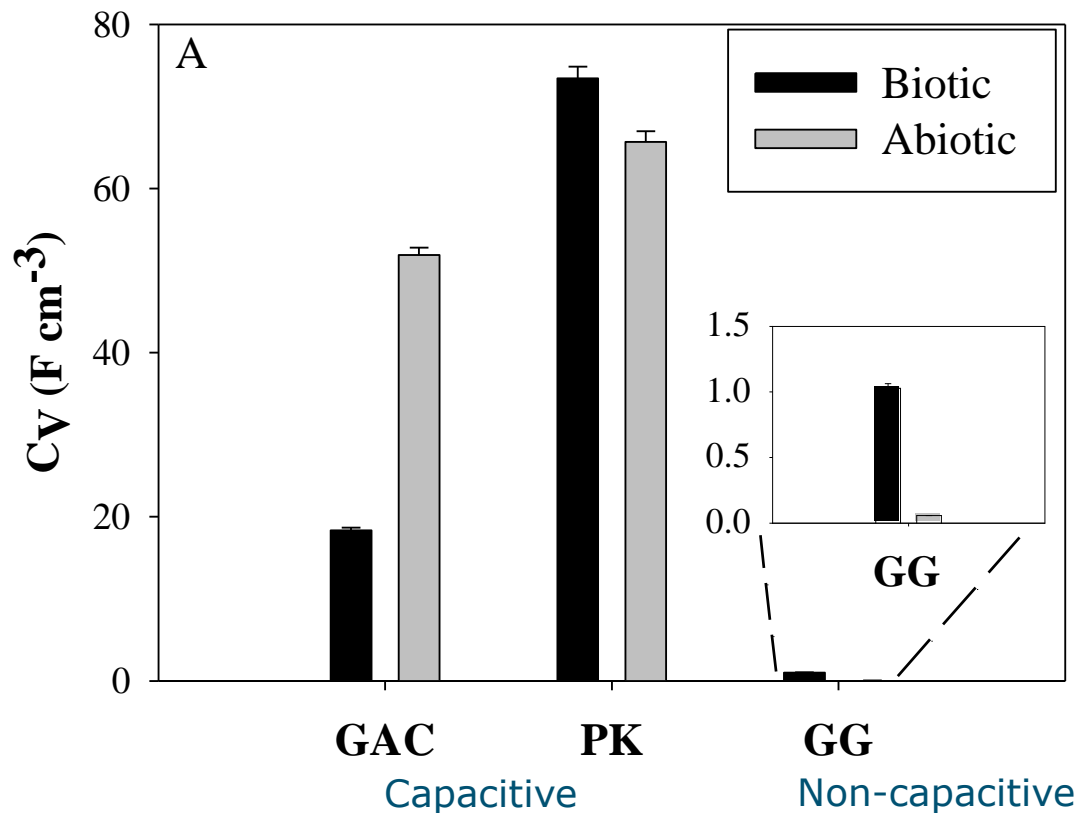 A
Biotic
Abiotic
Cv (F cm-3)
80
60
40
20
0
1.5
1.0
0.5
0.0
GG
GAC PK GG
Capacitive Non-capacitive